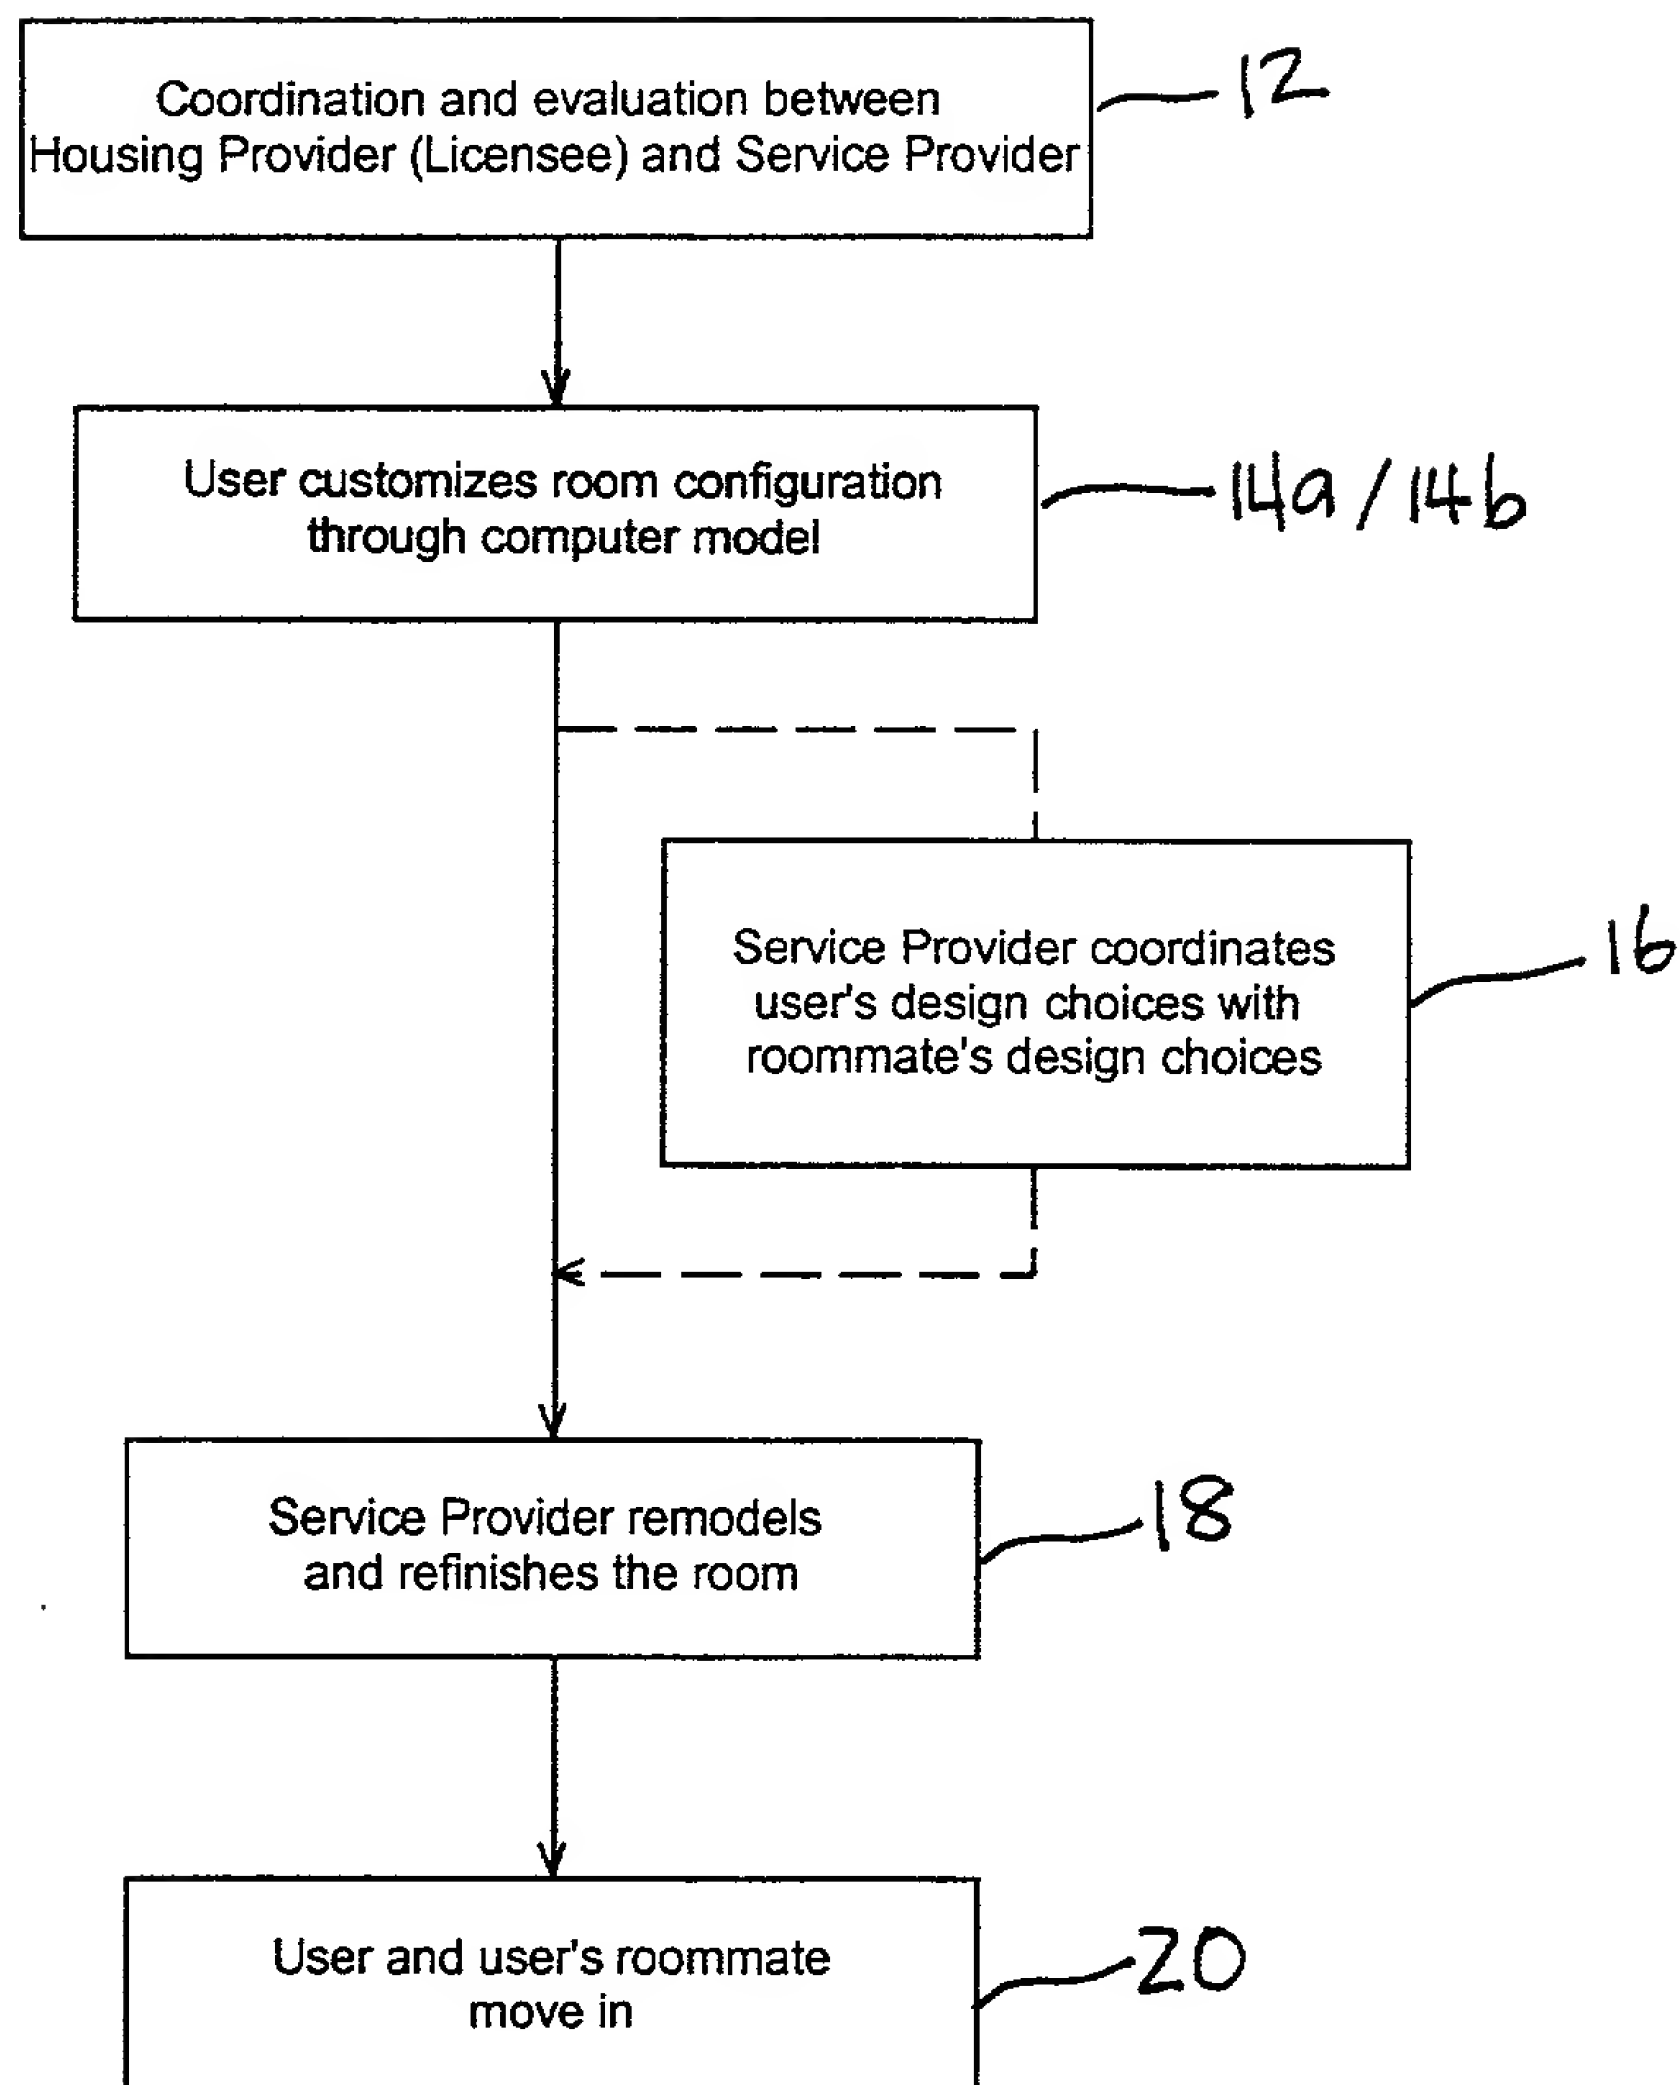 Coordination and evaluation between
Housing Provider (Licensee) and Service Provider
12
User customizes room configuration
through computer model
14a / 14b
Service Provider coordinates
user's design choices with
roommate's design choices
16
Service Provider remodels
and refinishes the room
18
User and user's roommate
move in
20